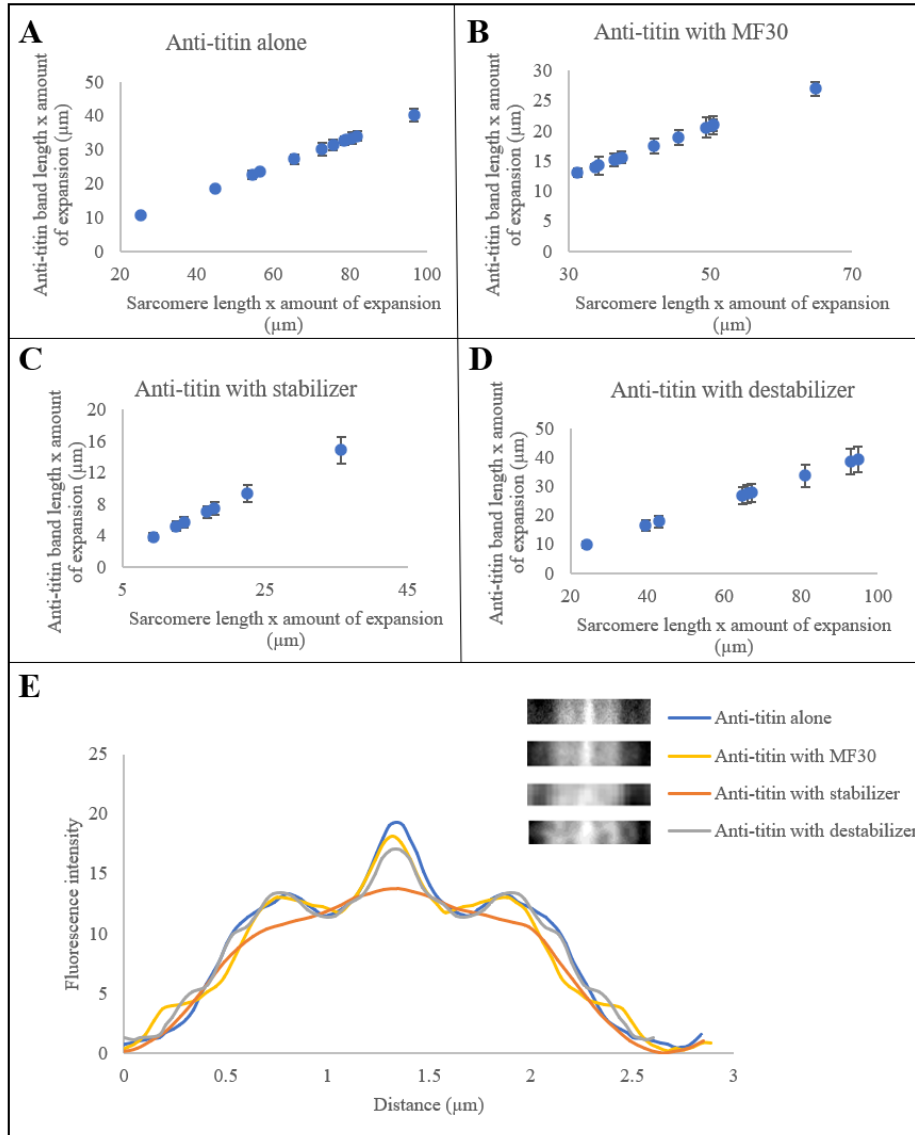 A
Anti-titin alone
Anti-titin band length x amount
of expansion (µm)
50
40
30
20
10
0
20
40
60
80
100
Sarcomere length x amount of expansion
(µm)
B
Anti-titin with MF30
Anti-titin band length x amount
of expansion (µm)
30
25
20
15
10
5
0
30
50
70
Sarcomere length x amount of expansion
(µm)
C
Anti-titin with stabilizer
Anti-titin band length x amount
of expansion (µm)
20
16
12
8
4
0
5
25
45
Sarcomere length x amount of expansion
(µm)
D
Anti-titin with destabilizer
Anti-titin band length x amount
of expansion (µm)
50
40
30
20
10
0
20
40
60
80
100
Sarcomere length x amount of expansion
(µm)
E
Anti-titin alone
Anti-titin with MF30
Anti-titin with stabilizer
Anti-titin with destabilizer
Fluorescence intensity
25
20
15
10
5
0
0
0.5
1
1.5
2
2.5
3
Distance (µm)